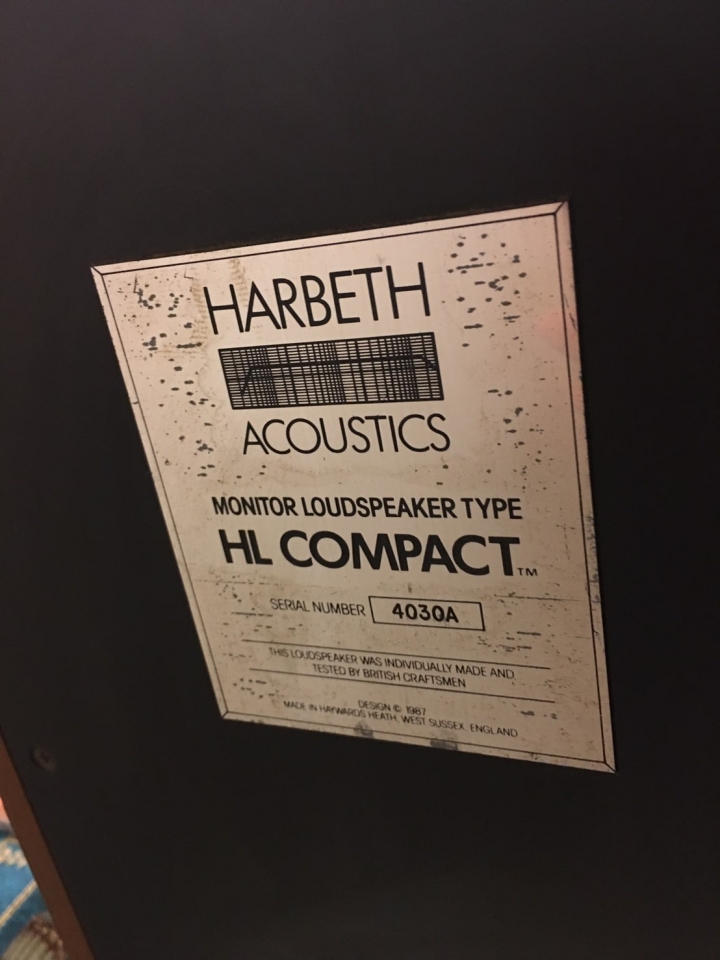 HARBETH
ACOUSTICS
MONITOR LOUDSPEAKER TYPE
HL COMPACT™
SERIAL NUMBER 4030A
THIS LOUDSPEAKER WAS INDIVIDUALLY MADE AND
TESTED BY BRITISH CRAFTSMEN
DESIGN © 1987
MADE IN HAYWARDS HEATH, WEST SUSSEX, ENGLAND